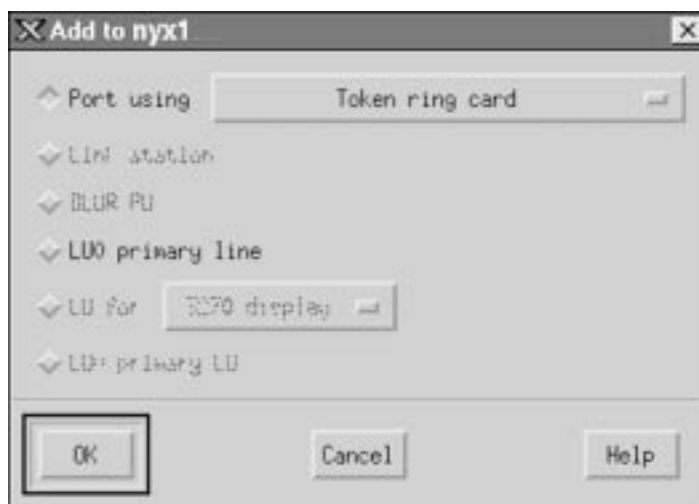 Add to nyx1
Port using Token ring card
Link station
DLUR PU
LU0 primary line
LU for 3270 display
LU0 primary LU
OK Cancel Help